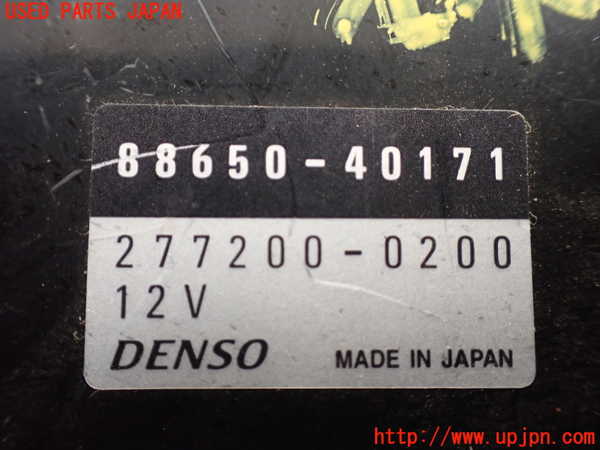 USED PARTS JAPAN
88650-40171
277200-0200
12V
DENSO MADE IN JAPAN
http://www.upjpn.com/